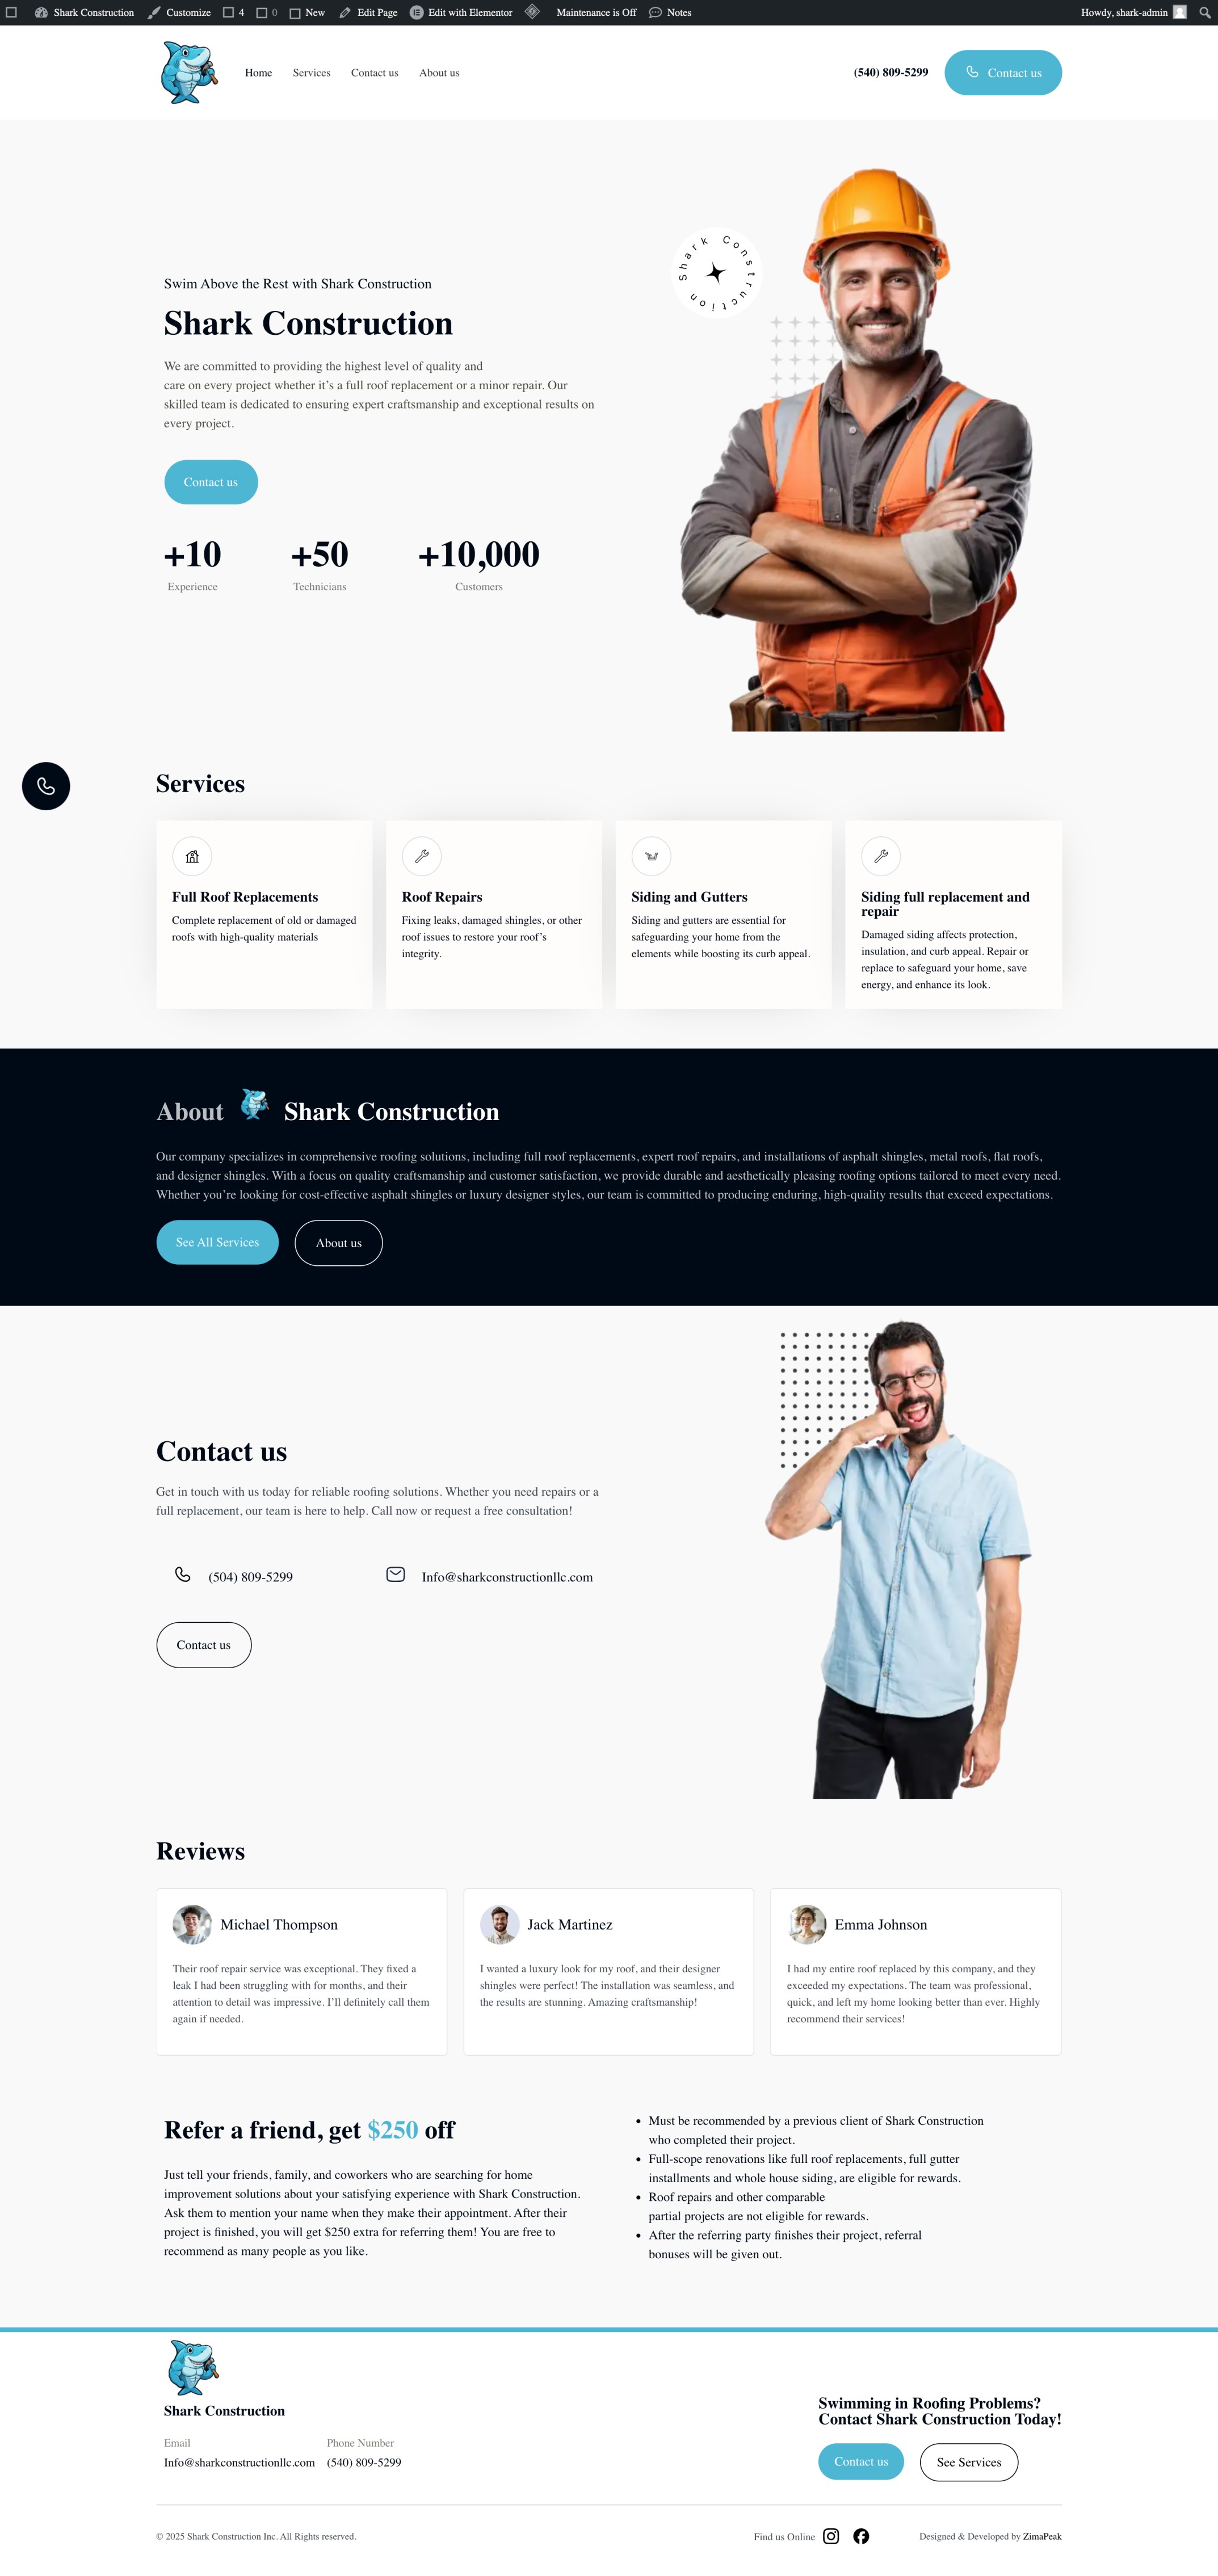 Shark Construction
Customize
4
0
New
Edit Page
Edit with Elementor
Maintenance is Off
Notes
Howdy, shark-admin
Home
Services
Contact us
About us
(540) 809-5299
Contact us
Shark Construction
Swim Above the Rest with Shark Construction
Shark Construction
We are committed to providing the highest level of quality and
care on every project whether it’s a full roof replacement or a minor repair. Our
skilled team is dedicated to ensuring expert craftsmanship and exceptional results on
every project.
Contact us
+10
Experience
+50
Technicians
+10,000
Customers
Services
Full Roof Replacements
Complete replacement of old or damaged
roofs with high-quality materials
Roof Repairs
Fixing leaks, damaged shingles, or other
roof issues to restore your roof’s
integrity.
Siding and Gutters
Siding and gutters are essential for
safeguarding your home from the
elements while boosting its curb appeal.
Siding full replacement and
repair
Damaged siding affects protection,
insulation, and curb appeal. Repair or
replace to safeguard your home, save
energy, and enhance its look.
About Shark Construction
Our company specializes in comprehensive roofing solutions, including full roof replacements, expert roof repairs, and installations of asphalt shingles, metal roofs, flat roofs,
and designer shingles. With a focus on quality craftsmanship and customer satisfaction, we provide durable and aesthetically pleasing roofing options tailored to meet every need.
Whether you’re looking for cost-effective asphalt shingles or luxury designer styles, our team is committed to producing enduring, high-quality results that exceed expectations.
See All Services
About us
Contact us
Get in touch with us today for reliable roofing solutions. Whether you need repairs or a
full replacement, our team is here to help. Call now or request a free consultation!
(504) 809-5299
Info@sharkconstructionllc.com
Contact us
Reviews
Michael Thompson
Their roof repair service was exceptional. They fixed a
leak I had been struggling with for months, and their
attention to detail was impressive. I’ll definitely call them
again if needed.
Jack Martinez
I wanted a luxury look for my roof, and their designer
shingles were perfect! The installation was seamless, and
the results are stunning. Amazing craftsmanship!
Emma Johnson
I had my entire roof replaced by this company, and they
exceeded my expectations. The team was professional,
quick, and left my home looking better than ever. Highly
recommend their services!
Refer a friend, get $250 off
Just tell your friends, family, and coworkers who are searching for home
improvement solutions about your satisfying experience with Shark Construction.
Ask them to mention your name when they make their appointment. After their
project is finished, you will get $250 extra for referring them! You are free to
recommend as many people as you like.
• Must be recommended by a previous client of Shark Construction
who completed their project.
• Full-scope renovations like full roof replacements, full gutter
installments and whole house siding, are eligible for rewards.
• Roof repairs and other comparable
partial projects are not eligible for rewards.
• After the referring party finishes their project, referral
bonuses will be given out.
Shark Construction
Email
Info@sharkconstructionllc.com
Phone Number
(540) 809-5299
Swimming in Roofing Problems?
Contact Shark Construction Today!
Contact us
See Services
© 2025 Shark Construction Inc. All Rights reserved.
Find us Online
Designed & Developed by ZimaPeak